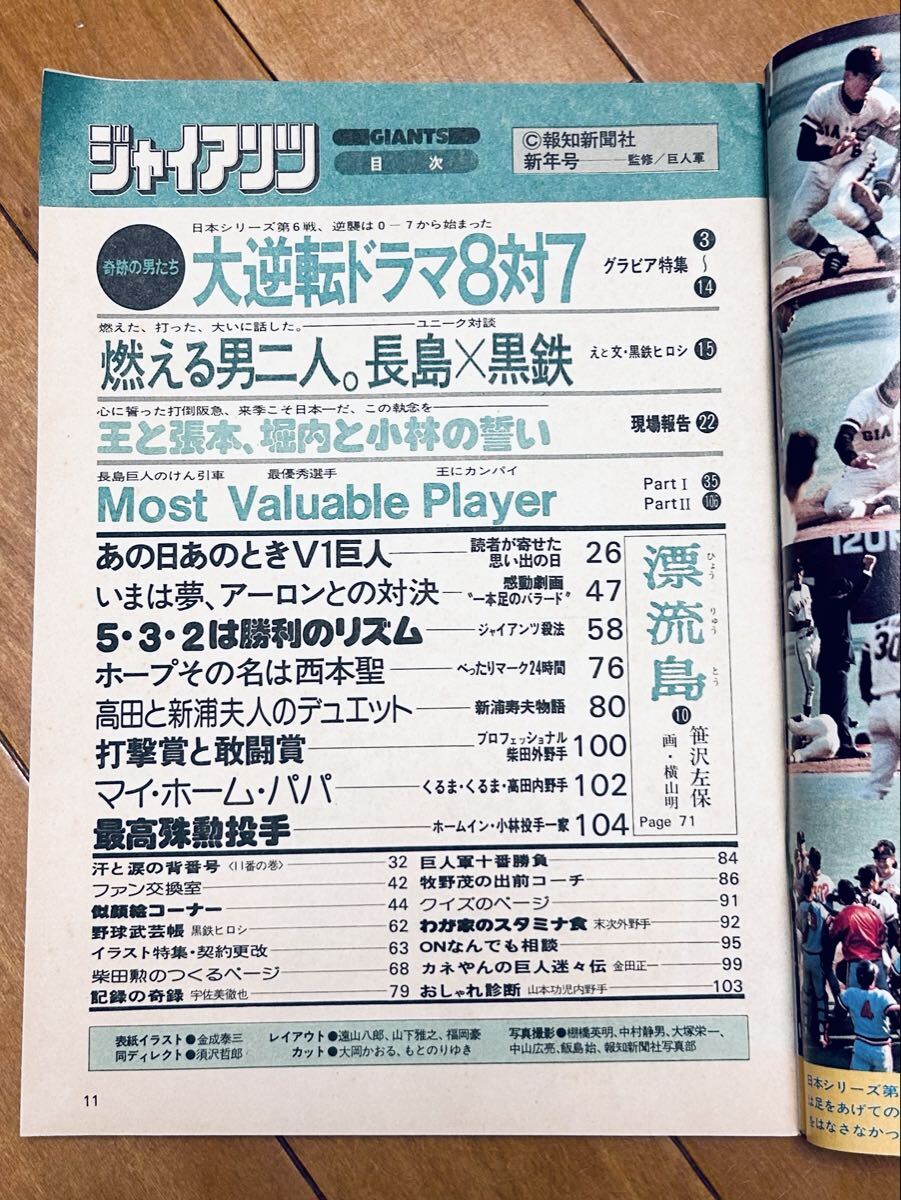 ジャイアンツ
GIANTS
目次
©報知新聞社
新年号──監修/巨人軍
日本シリーズ第6戦、逆襲は0-7から始まった
奇跡の男たち
大逆転ドラマ8対7
グラビア特集 3〜14
燃えた、打った、大いに話した。──ユニーク対談
燃える男二人。長島×黒鉄
えと文・黒鉄ヒロシ 15
心に誓った打倒阪急、来季こそ日本一だ、この執念を──
王と張本、堀内と小林の誓い
現場報告 22
長島巨人のけん引車 最優秀選手 王にカンパイ
Most Valuable Player
Part I 35
Part II 106
あの日あのときV1巨人──読者が寄せた思い出の日 26
いまは夢、アーロンとの対決──感動劇画"一本足のバラード" 47
5・3・2は勝利のリズム──ジャイアンツ殺法 58
ホープその名は西本聖──べったりマーク24時間 76
高田と新浦夫人のデュエット──新浦寿夫物語 80
打撃賞と敢闘賞──プロフェッショナル柴田外野手 100
マイ・ホーム・パパ──くるま・くるま・高田内野手 102
最高殊勲投手──ホームイン・小林投手一家 104
漂流島
ひょう りゅう とう
10
笹沢左保
画・横山明
Page 71
汗と涙の背番号〈11番の巻〉──32
ファン交換室──42
似顔絵コーナー──44
野球武芸帳 黒鉄ヒロシ──62
イラスト特集・契約更改──63
柴田勲のつくるページ──68
記録の奇録 宇佐美徹也──79
巨人軍十番勝負──84
牧野茂の出前コーチ──86
クイズのページ──91
わが家のスタミナ食 末次外野手──92
ONなんでも相談──95
カネやんの巨人迷々伝 金田正一──99
おしゃれ診断 山本功児内野手──103
表紙イラスト●金成泰三
同ディレクト●須沢哲郎
レイアウト●遠山八郎、山下雅之、福岡豪
カット●大岡かおる、もとのりゆき
写真撮影●棚橋英明、中村静男、大塚栄一、
中山広亮、飯島始、報知新聞社写真部
11
日本シリーズ第
は足をあげての
をはなさなかっ